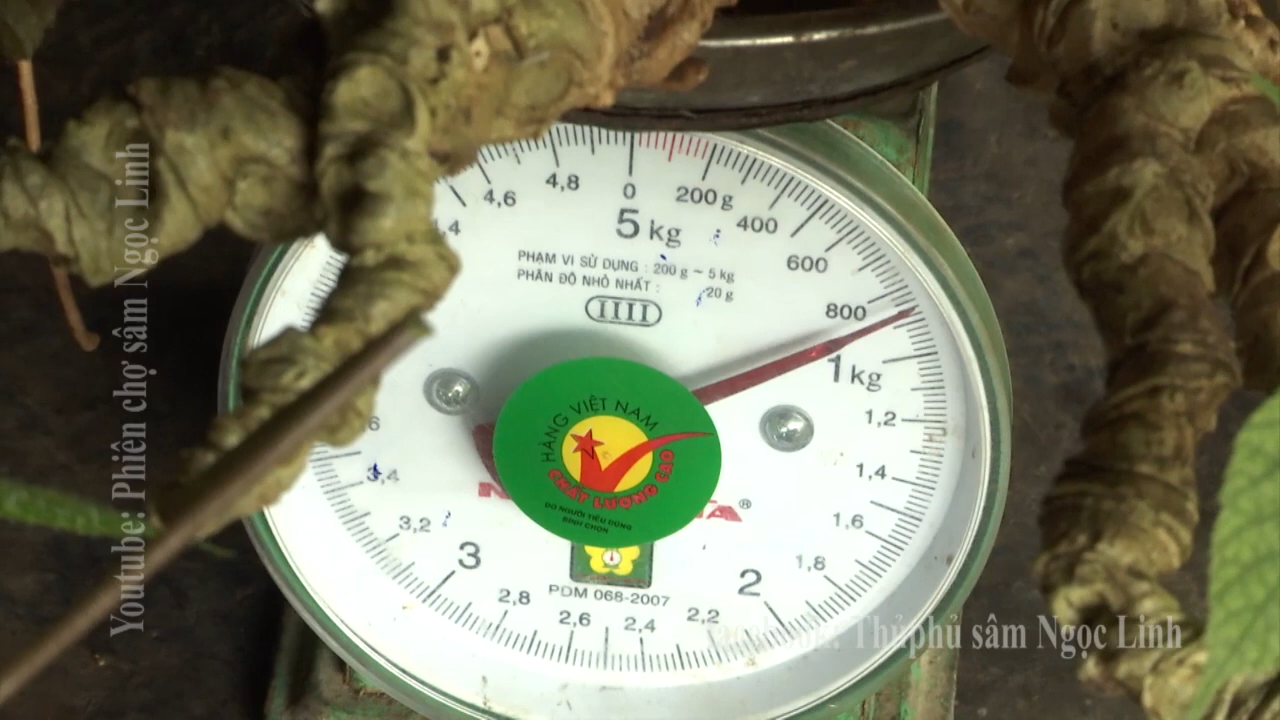 Youtube: Phiên chợ sâm Ngọc Linh
4,6
4,8
0
200 g
400
600
800
1 kg
1,2
1,4
1,6
1,8
2
2,2
2,4
2,6
2,8
3
3,2
3,4
5 kg
PHẠM VI SỬ DỤNG : 200 g ~ 5 kg
PHÂN ĐỘ NHỎ NHẤT : 20 g
IIII
HÀNG VIỆT NAM
CHẤT LƯỢNG CAO
DO NGƯỜI TIÊU DÙNG
BÌNH CHỌN
®
PDM 068-2007
Thủphủ sâm Ngọc Linh